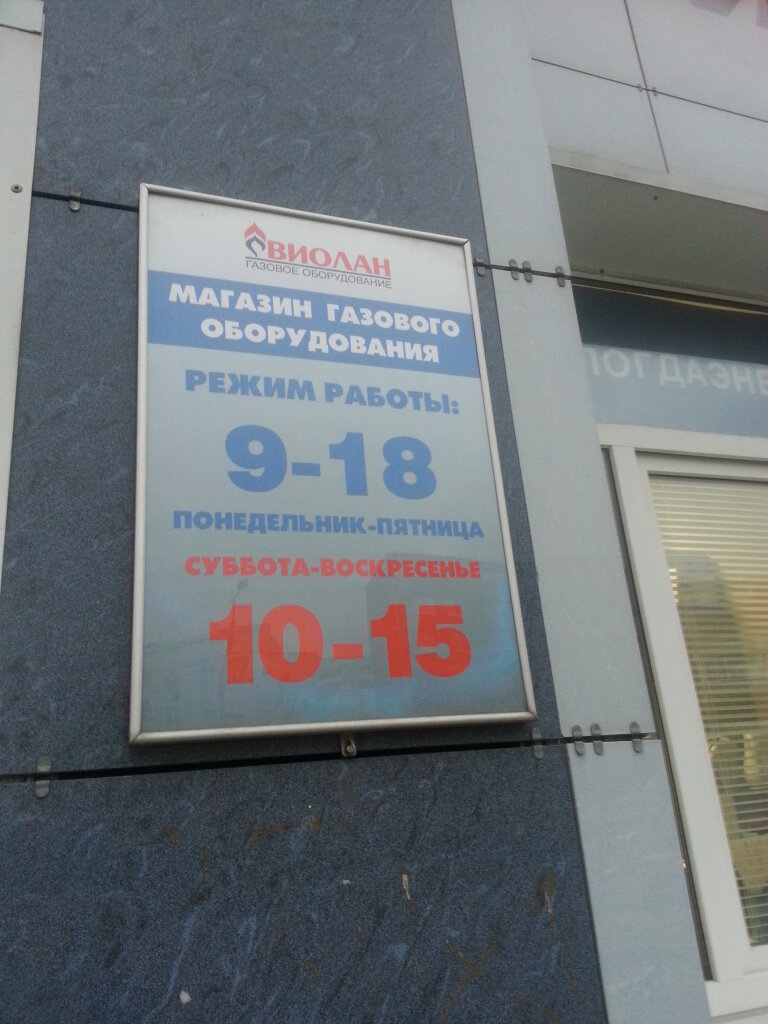 ВИОЛАН
ГАЗОВОЕ ОБОРУДОВАНИЕ
МАГАЗИН ГАЗОВОГО
ОБОРУДОВАНИЯ
РЕЖИМ РАБОТЫ:
9-18
ПОНЕДЕЛЬНИК-ПЯТНИЦА
СУББОТА-ВОСКРЕСЕНЬЕ
10-15